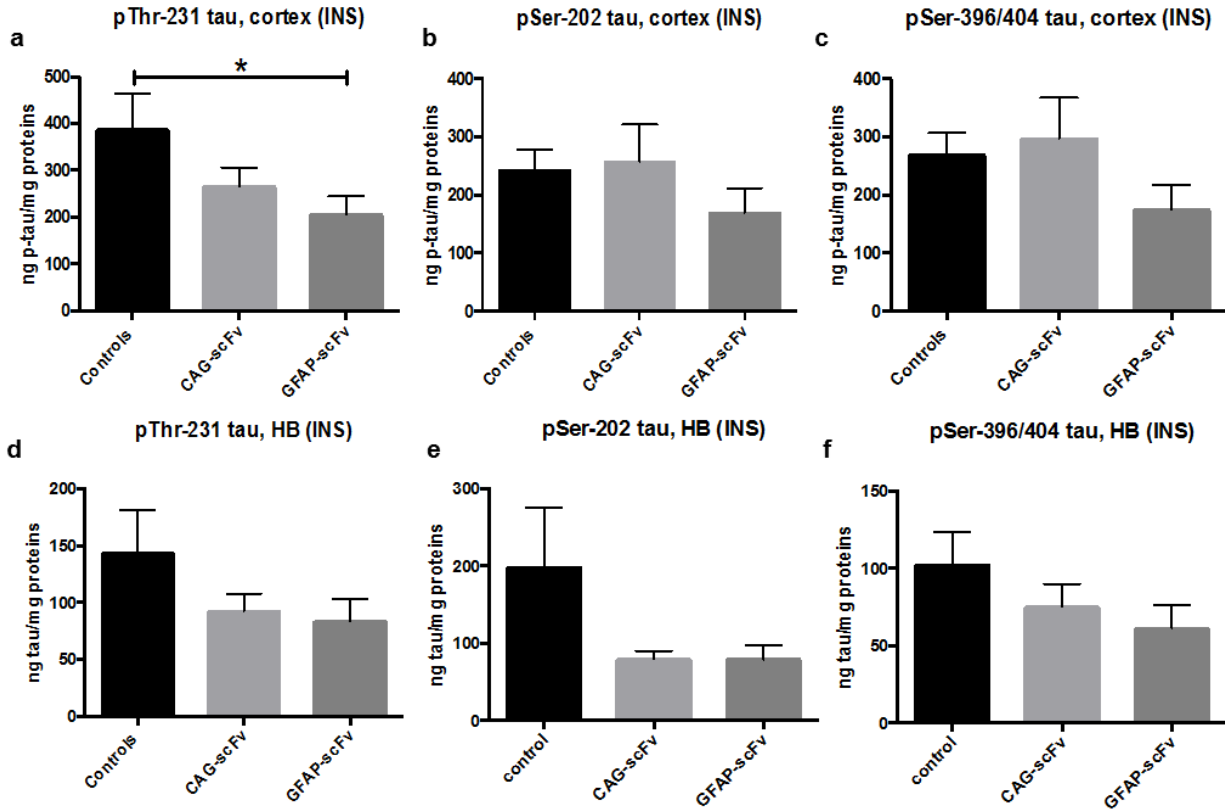 pThr-231 tau, cortex (INS)
a
*
ng p-tau/mg proteins
500
400
300
200
100
0
Controls
CAG-scFv
GFAP-scFv
pSer-202 tau, cortex (INS)
b
ng p-tau/mg proteins
400
300
200
100
0
Controls
CAG-scFv
GFAP-scFv
pSer-396/404 tau, cortex (INS)
c
ng p-tau/mg proteins
400
300
200
100
0
Controls
CAG-scFv
GFAP-scFv
pThr-231 tau, HB (INS)
d
ng tau/mg proteins
200
150
100
50
0
Controls
CAG-scFv
GFAP-scFv
pSer-202 tau, HB (INS)
e
ng tau/mg proteins
300
200
100
0
control
CAG-scFv
GFAP-scFv
pSer-396/404 tau, HB (INS)
f
ng tau/mg proteins
150
100
50
0
control
CAG-scFv
GFAP-scFv